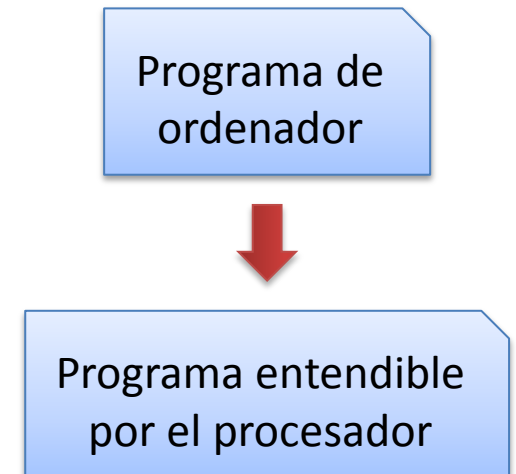 Programa de
ordenador
Programa entendible
por el procesador